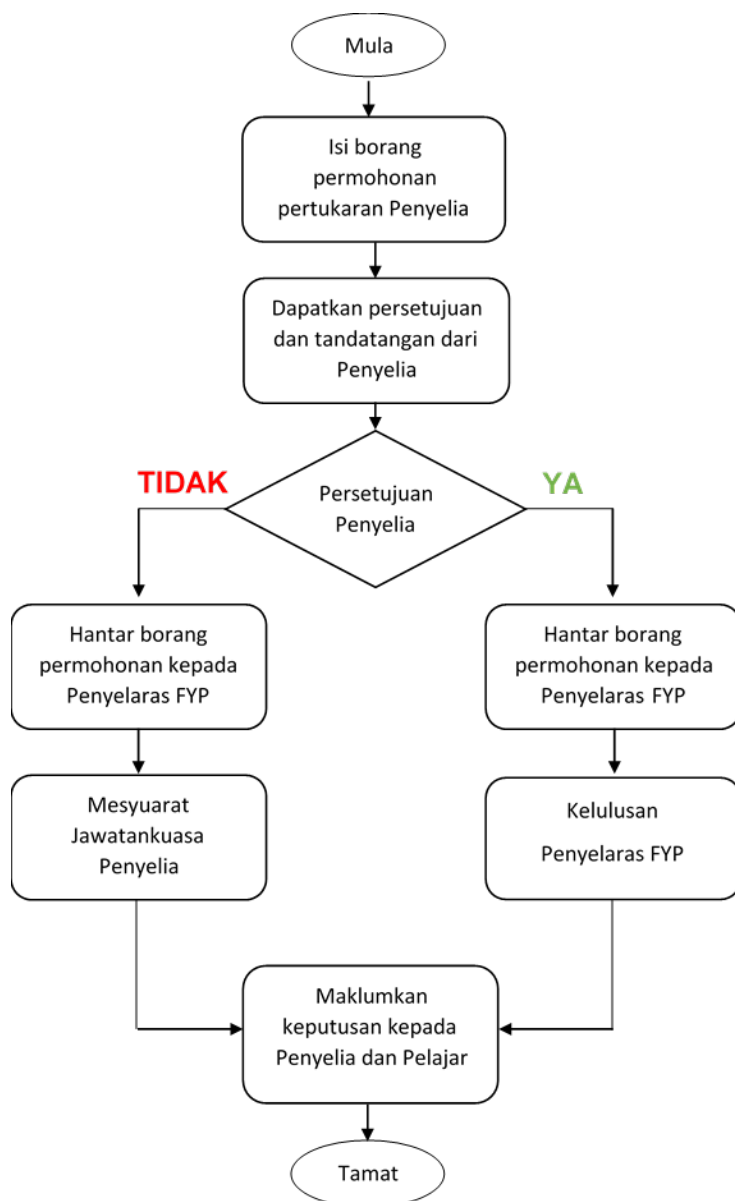 Mula
Isi borang
permohonan
pertukaran Penyelia
Dapatkan persetujuan
dan tandatangan dari
Penyelia
TIDAK
YA
Persetujuan
Penyelia
Hantar borang
permohonan kepada
Penyelaras FYP
Hantar borang
permohonan kepada
Penyelaras FYP
Mesyuarat
Jawatankuasa
Penyelia
Kelulusan
Penyelaras FYP
Maklumkan
keputusan kepada
Penyelia dan Pelajar
Tamat